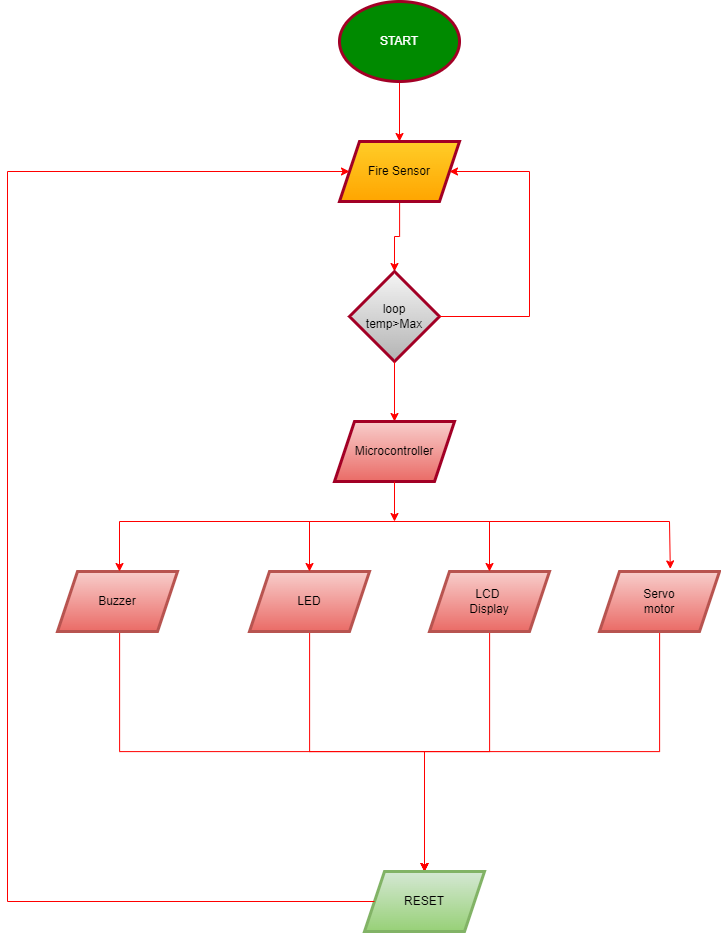 START
Fire Sensor
loop
temp>Max
Microcontroller
Buzzer
LED
LCD
Display
Servo
motor
RESET